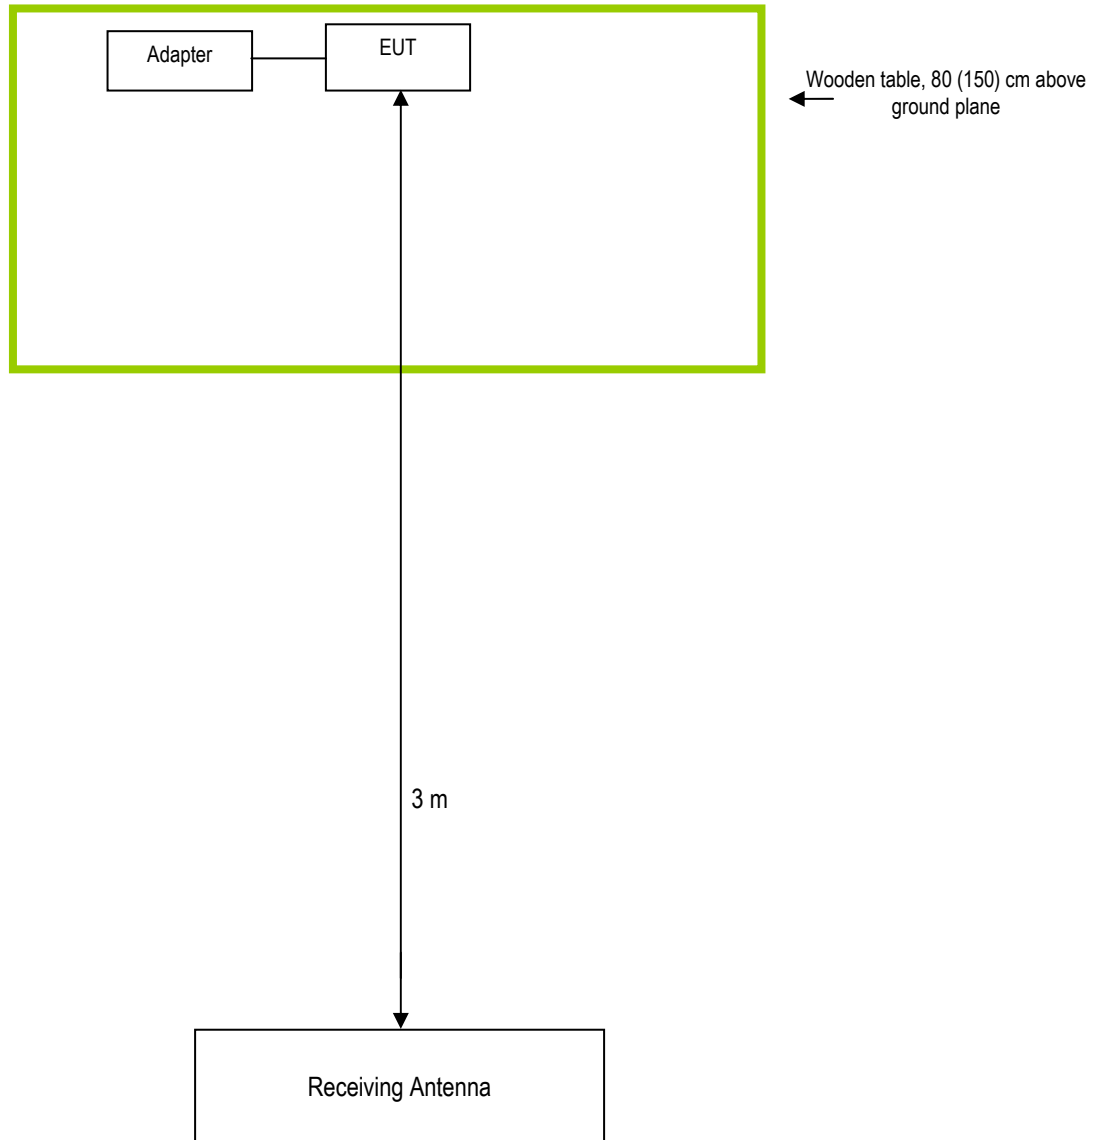 Adapter
EUT
Wooden table, 80 (150) cm above
ground plane
3 m
Receiving Antenna